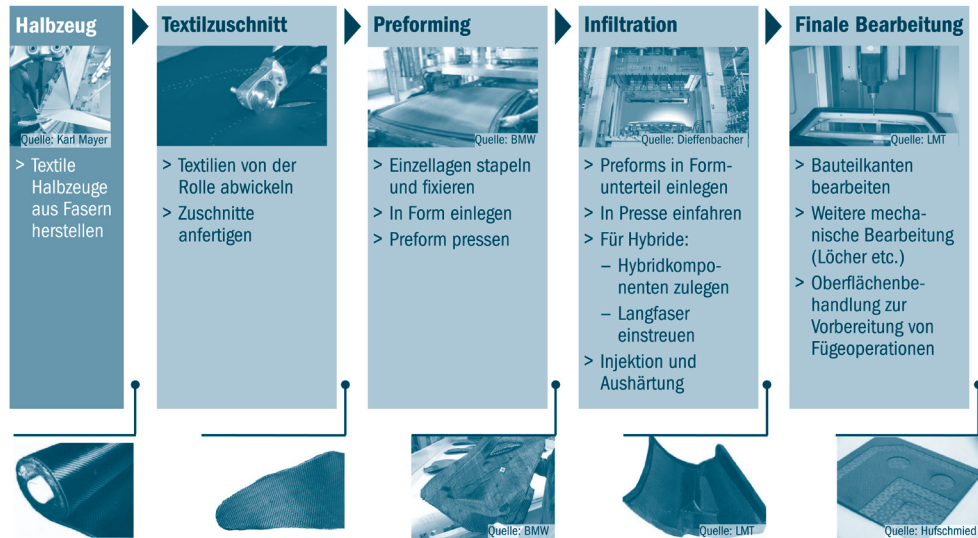 Halbzeug
Quelle: Karl Mayer
> Textile
Halbzeuge
aus Fasern
herstellen
Textilzuschnitt
> Textilien von der
Rolle abwickeln
> Zuschnitte
anfertigen
Preforming
Quelle: BMW
> Einzellagen stapeln
und fixieren
> In Form einlegen
> Preform pressen
Quelle: BMW
Infiltration
Quelle: Dieffenbacher
> Preforms in Form-
unterteil einlegen
> In Presse einfahren
> Für Hybride:
– Hybridkompo-
nenten zulegen
– Langfaser
einstreuen
> Injektion und
Aushärtung
Quelle: LMT
Finale Bearbeitung
Quelle: LMT
> Bauteilkanten
bearbeiten
> Weitere mecha-
nische Bearbeitung
(Löcher etc.)
> Oberflächenbe-
handlung zur
Vorbereitung von
Fügeoperationen
Quelle: Hufschmied